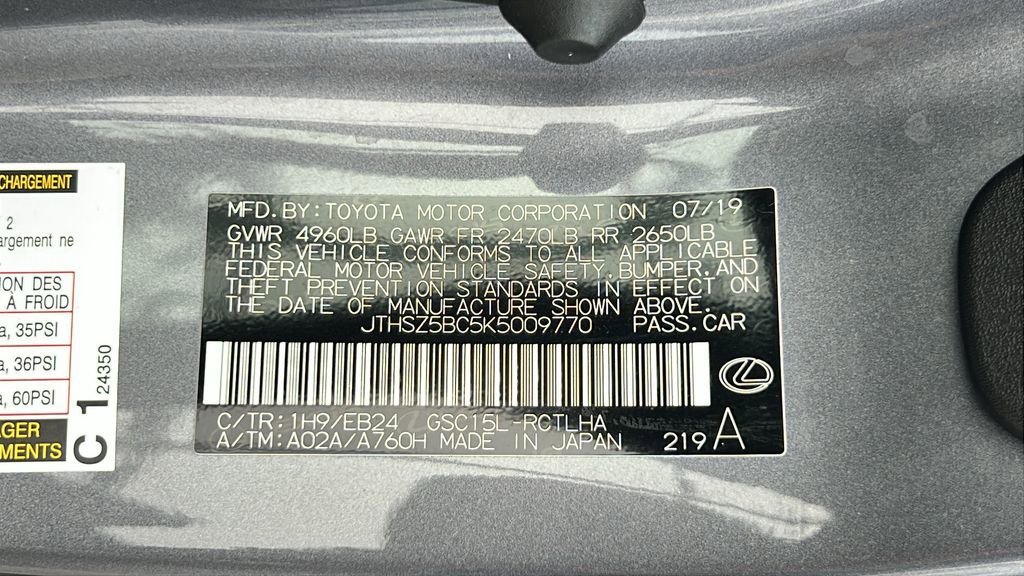 CHARGEMENT
2
argement ne
ION DES
À FROID
a, 35PSI
a, 36PSI
a, 60PSI
AGER
MENTS
C 1 24350
MFD. BY: TOYOTA MOTOR CORPORATION 07/19
GVWR 4960LB GAWR FR 2470LB RR 2650LB
THIS VEHICLE CONFORMS TO ALL APPLICABLE
FEDERAL MOTOR VEHICLE SAFETY, BUMPER, AND
THEFT PREVENTION STANDARDS IN EFFECT ON
THE DATE OF MANUFACTURE SHOWN ABOVE.
JTHSZ5BC5K5009770 PASS. CAR
C/TR: 1H9/EB24 GSC15L-RCTLHA
A/TM: A02A/A760H MADE IN JAPAN 219 A